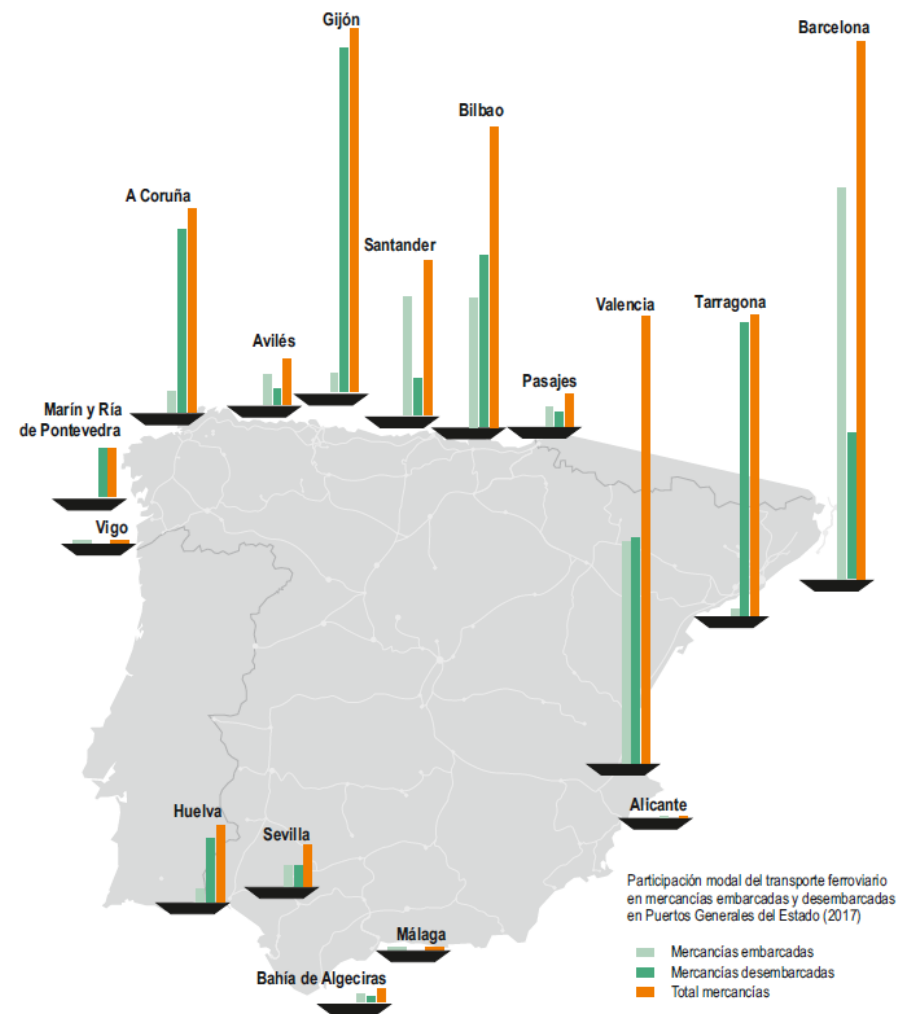 Gijón
Barcelona
Bilbao
A Coruña
Santander
Valencia
Tarragona
Avilés
Pasajes
Marín y Ría
de Pontevedra
Vigo
Alicante
Huelva
Sevilla
Málaga
Bahía de Algeciras
Participación modal del transporte ferroviario
en mercancías embarcadas y desembarcadas
en Puertos Generales del Estado (2017)
Mercancías embarcadas
Mercancías desembarcadas
Total mercancías